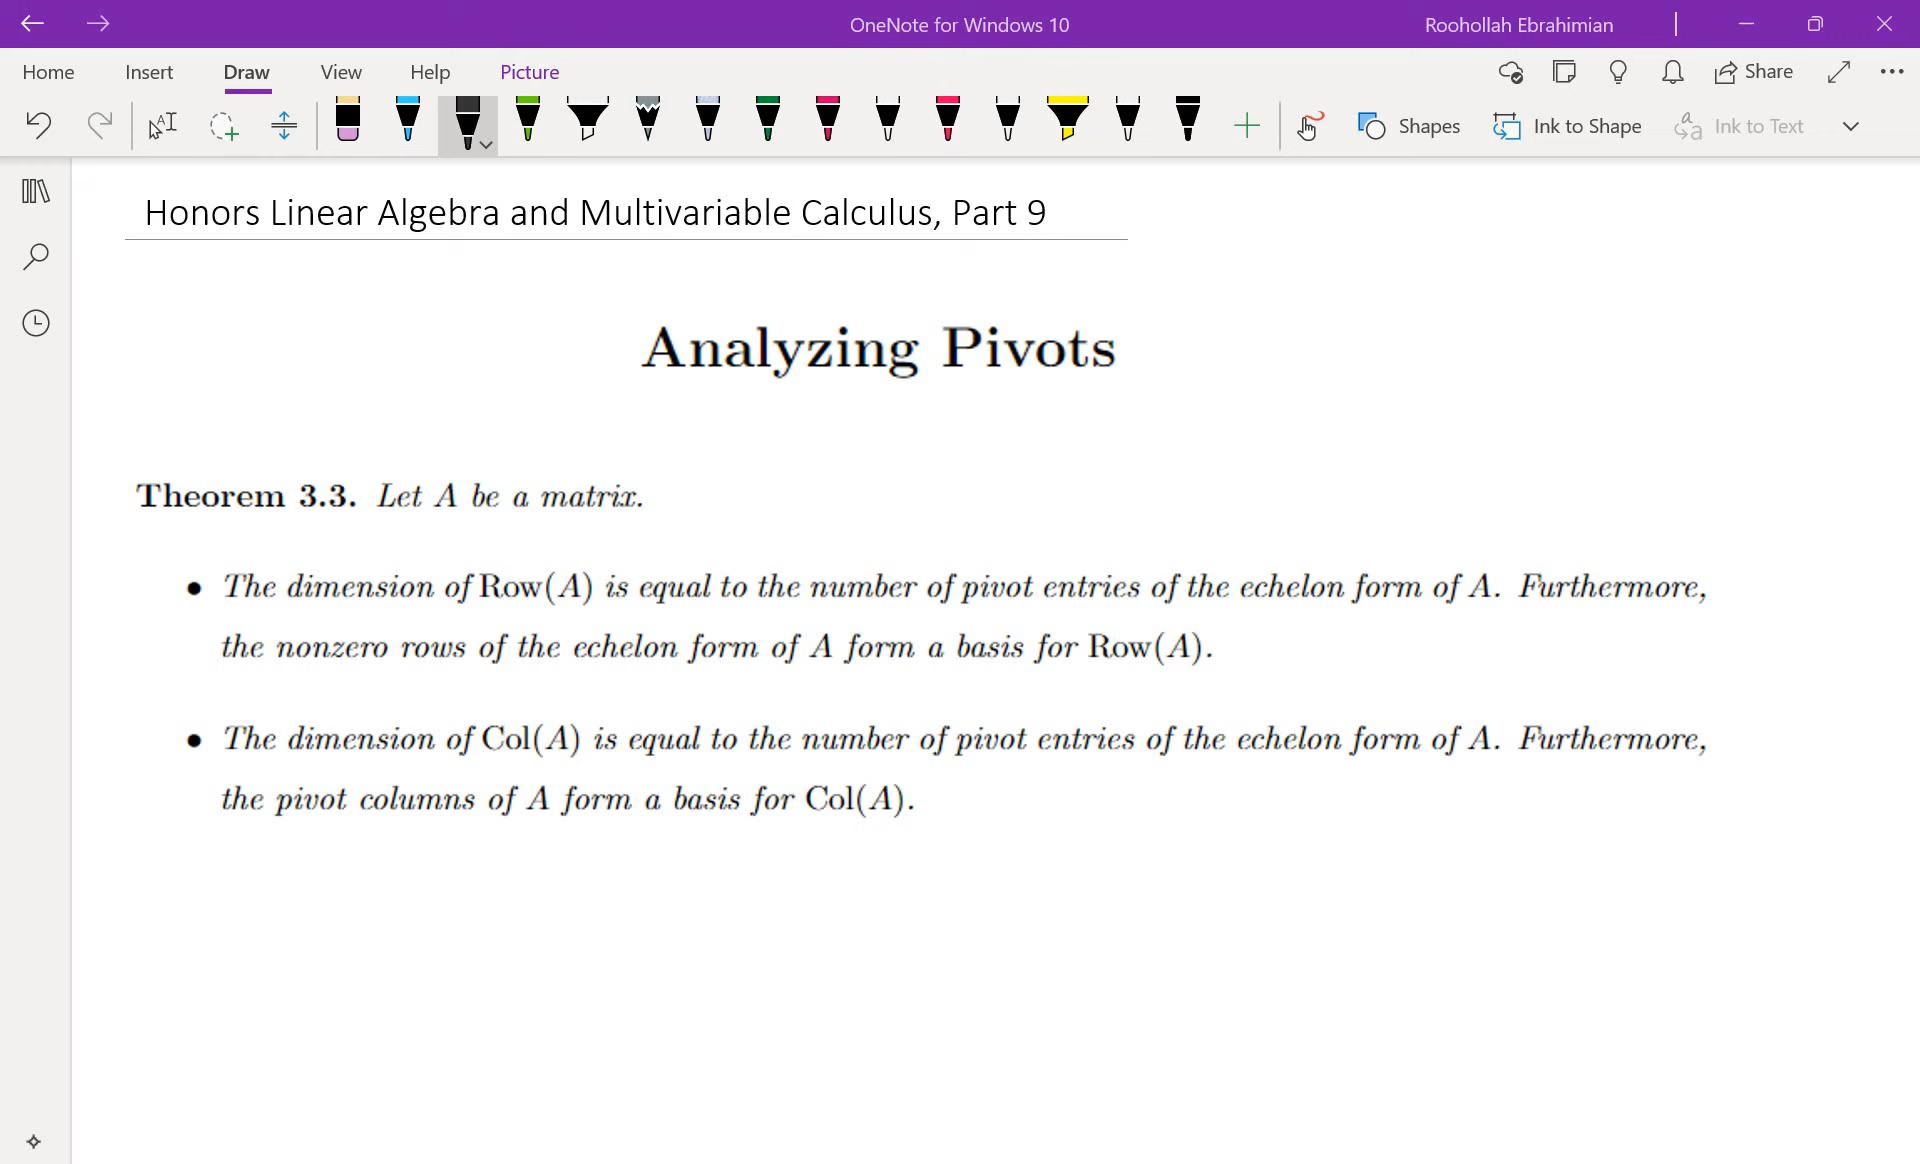 OneNote for Windows 10
Roohollah Ebrahimian
Home Insert Draw View Help Picture
Share
Shapes Ink to Shape Ink to Text
Honors Linear Algebra and Multivariable Calculus, Part 9
Analyzing Pivots
Theorem 3.3. Let A be a matrix.
• The dimension of Row(A) is equal to the number of pivot entries of the echelon form of A. Furthermore,
the nonzero rows of the echelon form of A form a basis for Row(A).
• The dimension of Col(A) is equal to the number of pivot entries of the echelon form of A. Furthermore,
the pivot columns of A form a basis for Col(A).